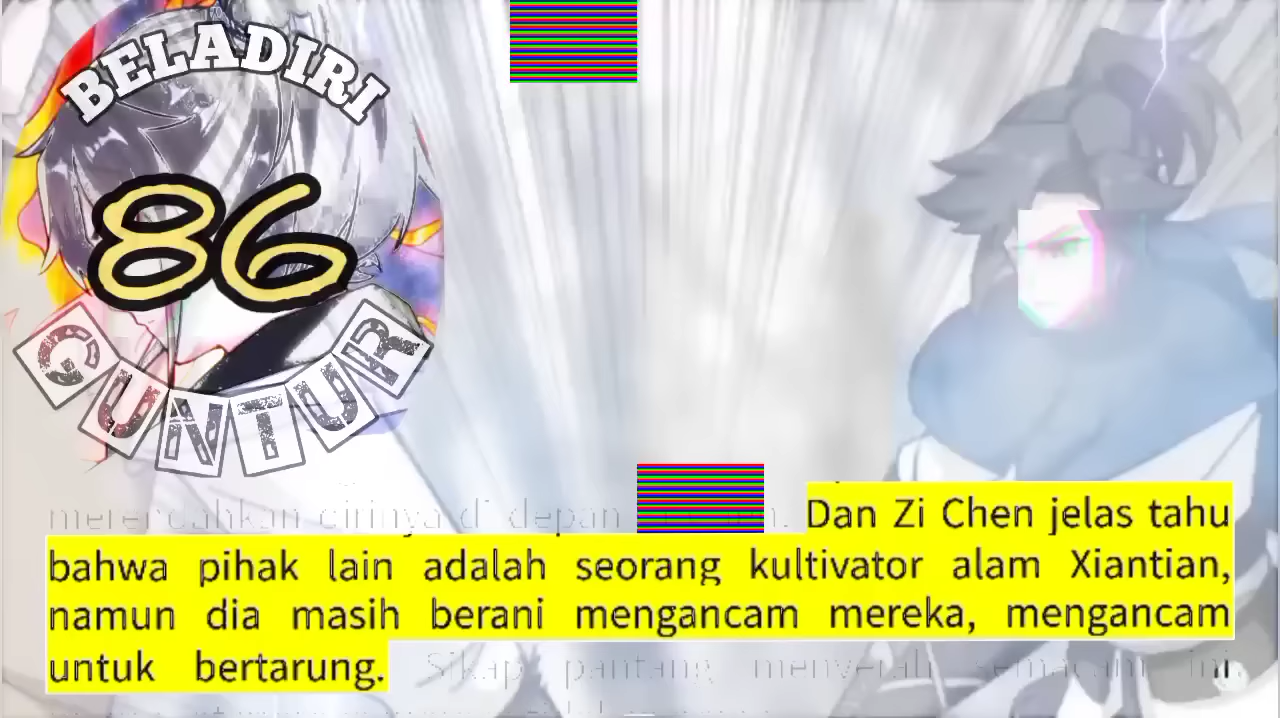 BELADIRI
86
GUNTUR
merendahkan dirinya di depan Dan Zi Chen jelas tahu
bahwa pihak lain adalah seorang kultivator alam Xiantian,
namun dia masih berani mengancam mereka, mengancam
untuk bertarung. Sikap pantang menyerah semacam ini,